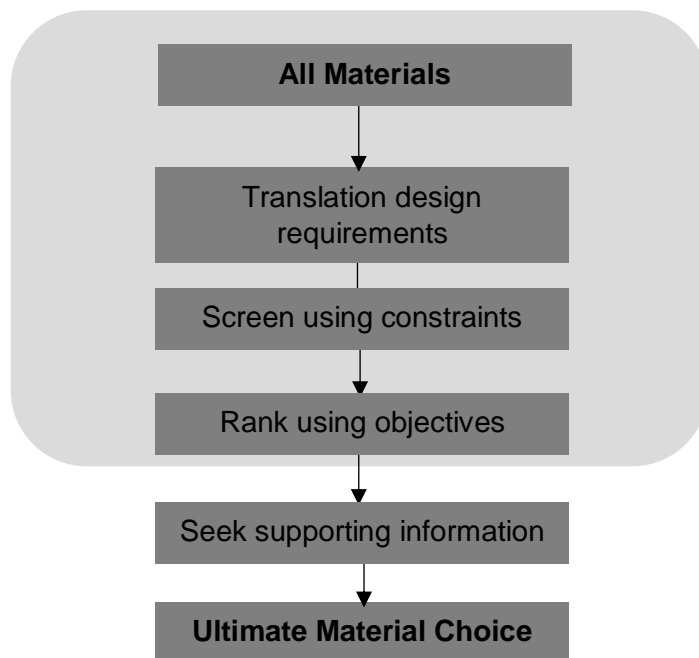 All Materials
Translation design
requirements
Screen using constraints
Rank using objectives
Seek supporting information
Ultimate Material Choice